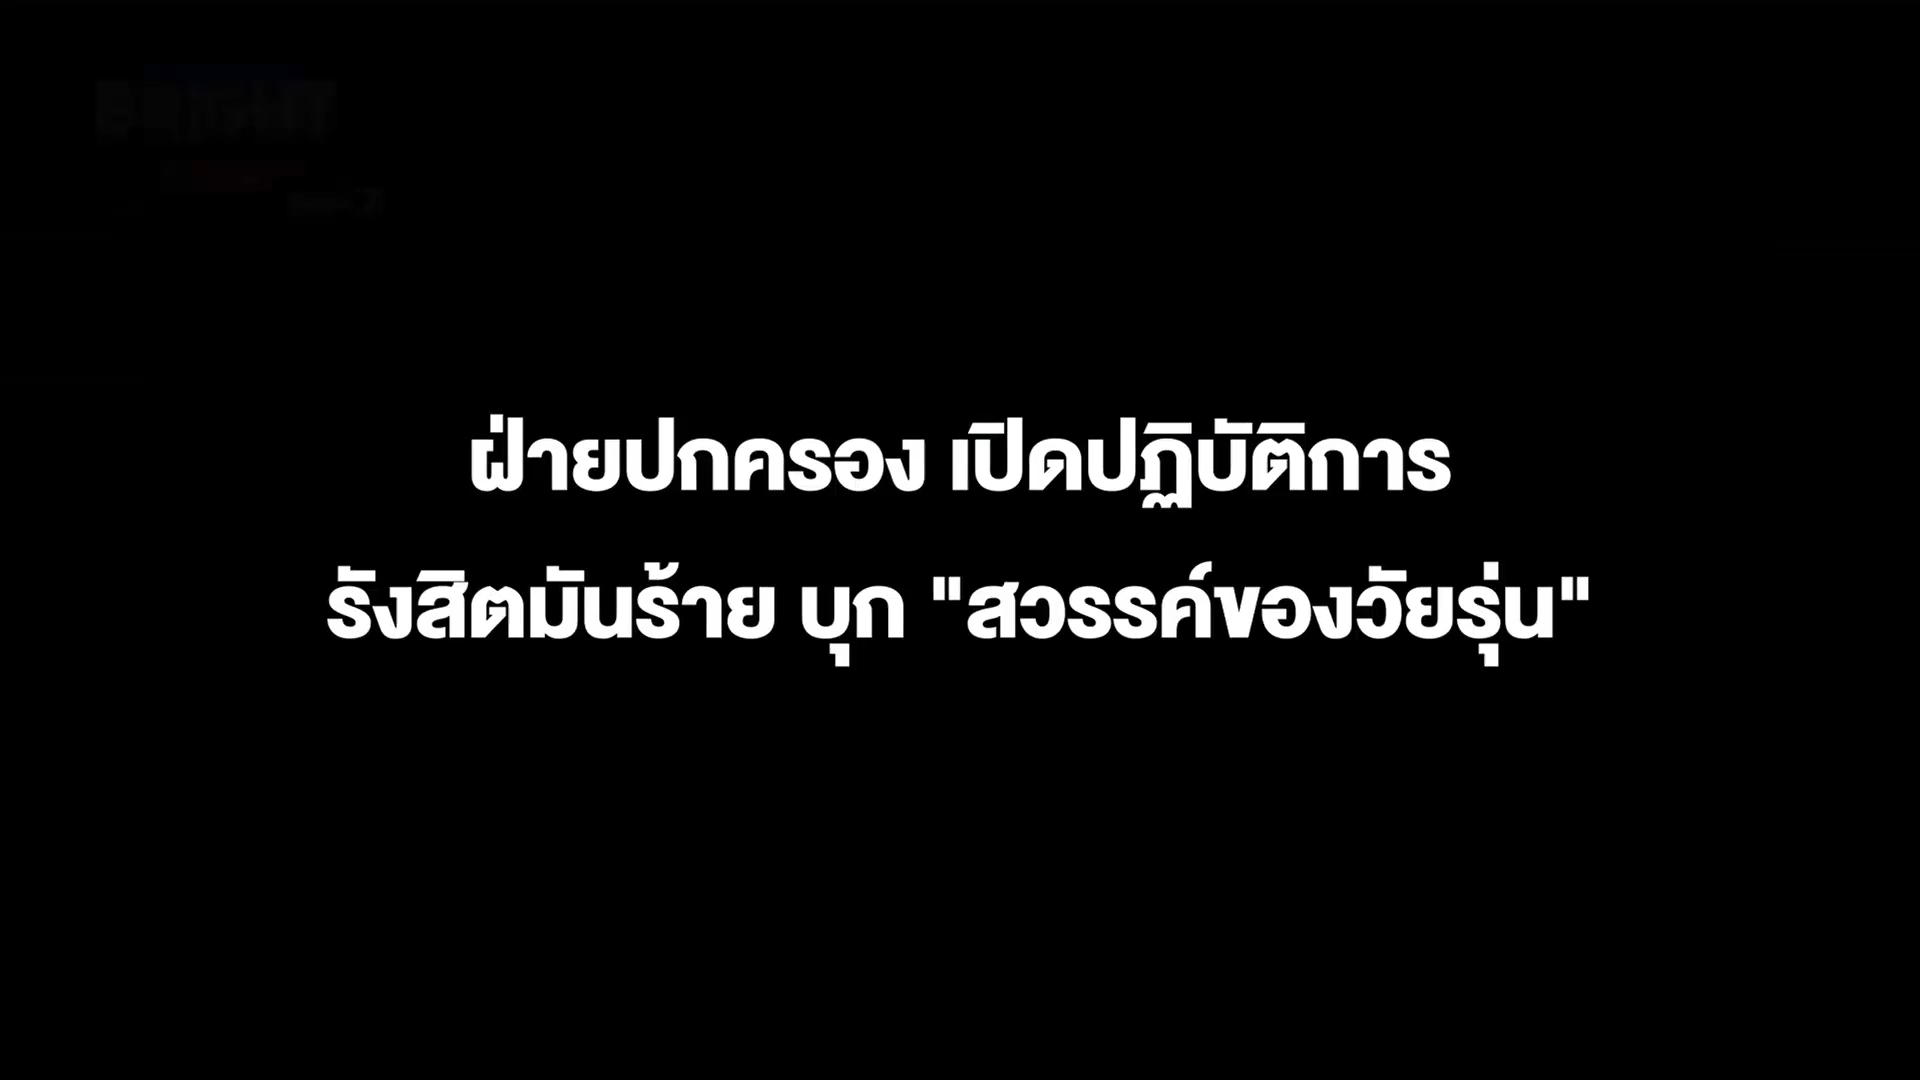 ฝ่ายปกครอง เปิดปฏิบัติการ
รังสิตมันร้าย บุก "สวรรค์ของวัยรุ่น"